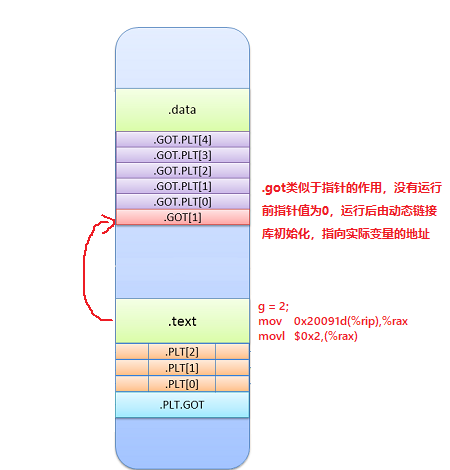 .data
.GOT.PLT[4]
.GOT.PLT[3]
.GOT.PLT[2]
.GOT.PLT[1]
.GOT.PLT[0]
.GOT[1]
.got类似于指针的作用，没有运行
前指针值为0，运行后由动态链接
库初始化，指向实际变量的地址
.text
g = 2;
mov 0x20091d(%rip),%rax
movl $0x2,(%rax)
.PLT[2]
.PLT[1]
.PLT[0]
.PLT.GOT